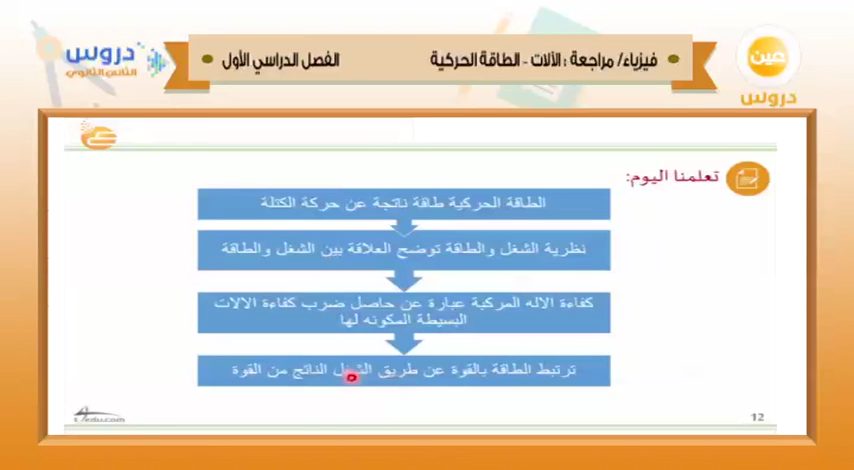 دروس
الثاني الثانوي
فيزياء/ مراجعة : الآلات - الطاقة الحركية
الفصل الدراسي الأول
عين
دروس
تعلمنا اليوم:
الطاقة الحركية طاقة ناتجة عن حركة الكتلة
نظرية الشغل والطاقة توضح العلاقة بين الشغل والطاقة
كفاءة الاله المركبة عبارة عن حاصل ضرب كفاءة الالات
البسيطة المكونه لها
ترتبط الطاقة بالقوة عن طريق الشغل الناتج من القوة
12